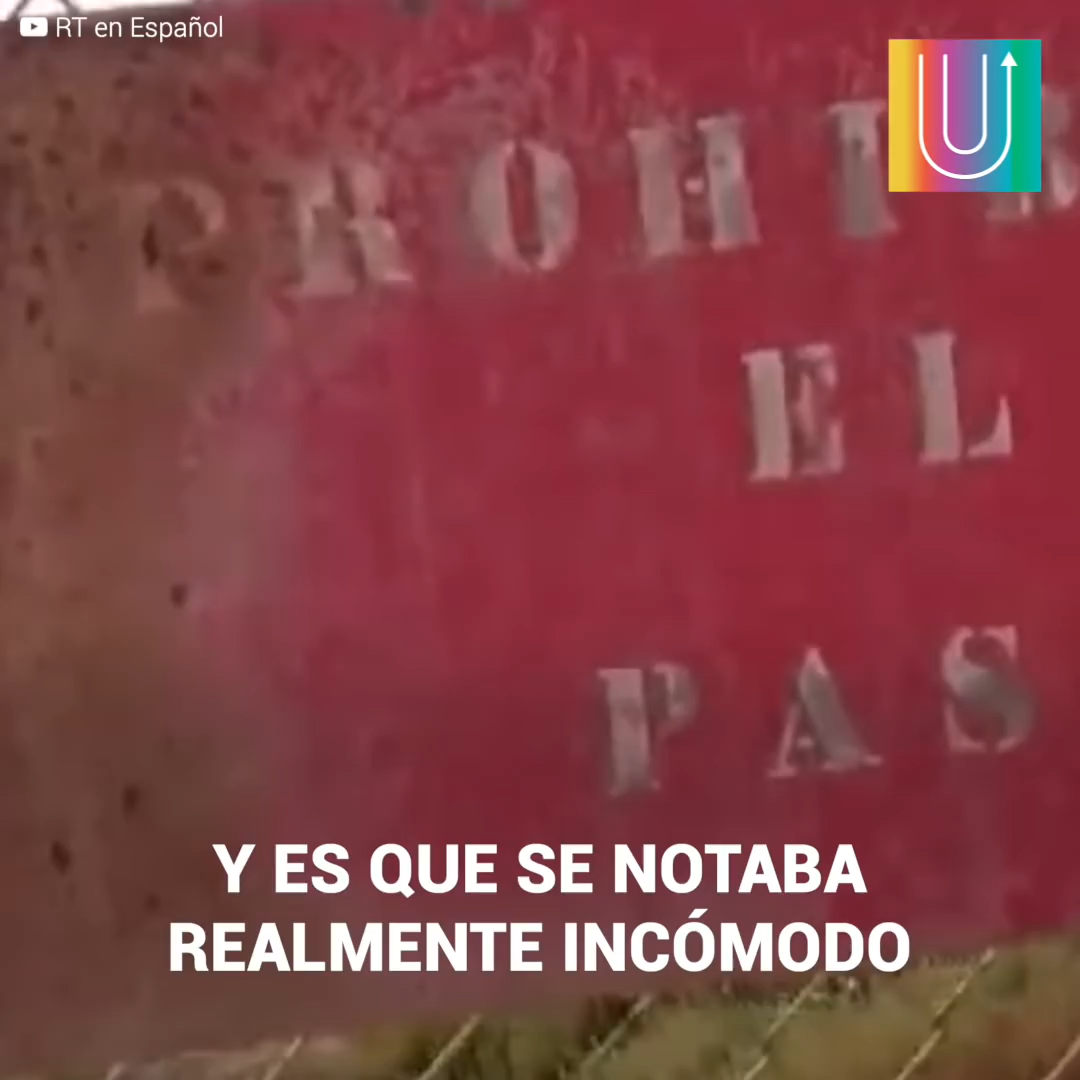 RT en Español
U
PROHIB
EL
PAS
Y ES QUE SE NOTABA
REALMENTE INCÓMODO